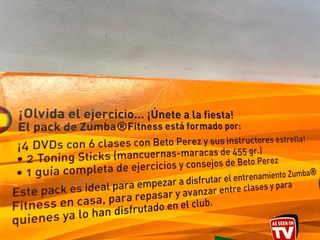 ¡Olvida el ejercicio... ¡Únete a la fiesta!
El pack de Zumba®Fitness está formado por:
¡4 DVDs con 6 clases con Beto Perez y sus instructores estrella!
• 2 Toning Sticks (mancuernas-maracas de 455 gr.)
• 1 guía completa de ejercicios y consejos de Beto Perez
Este pack es ideal para empezar a disfrutar el entrenamiento Zumba®
Fitness en casa, para repasar y avanzar entre clases y para
quienes ya lo han disfrutado en el club.
AS SEEN ON
TV